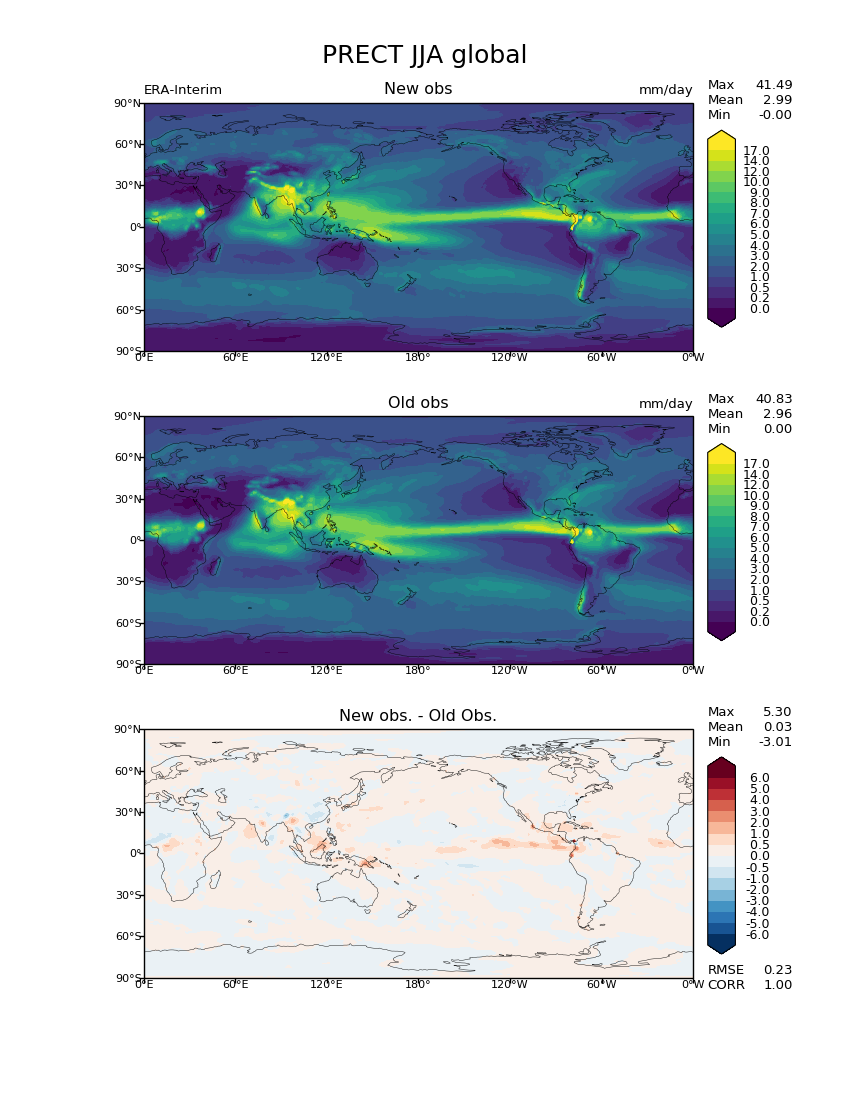 PRECT JJA global
ERA-Interim New obs mm/day
Max 41.49
Mean 2.99
Min -0.00
90°N
60°N
30°N
0°
30°S
60°S
90°S
0°E 60°E 120°E 180° 120°W 60°W 0°W
17.0
14.0
12.0
10.0
9.0
8.0
7.0
6.0
5.0
4.0
3.0
2.0
1.0
0.5
0.2
0.0
Old obs mm/day
Max 40.83
Mean 2.96
Min 0.00
90°N
60°N
30°N
0°
30°S
60°S
90°S
0°E 60°E 120°E 180° 120°W 60°W 0°W
17.0
14.0
12.0
10.0
9.0
8.0
7.0
6.0
5.0
4.0
3.0
2.0
1.0
0.5
0.2
0.0
New obs. - Old Obs.
Max 5.30
Mean 0.03
Min -3.01
90°N
60°N
30°N
0°
30°S
60°S
90°S
0°E 60°E 120°E 180° 120°W 60°W 0°W
6.0
5.0
4.0
3.0
2.0
1.0
0.5
0.0
-0.5
-1.0
-2.0
-3.0
-4.0
-5.0
-6.0
RMSE 0.23
CORR 1.00